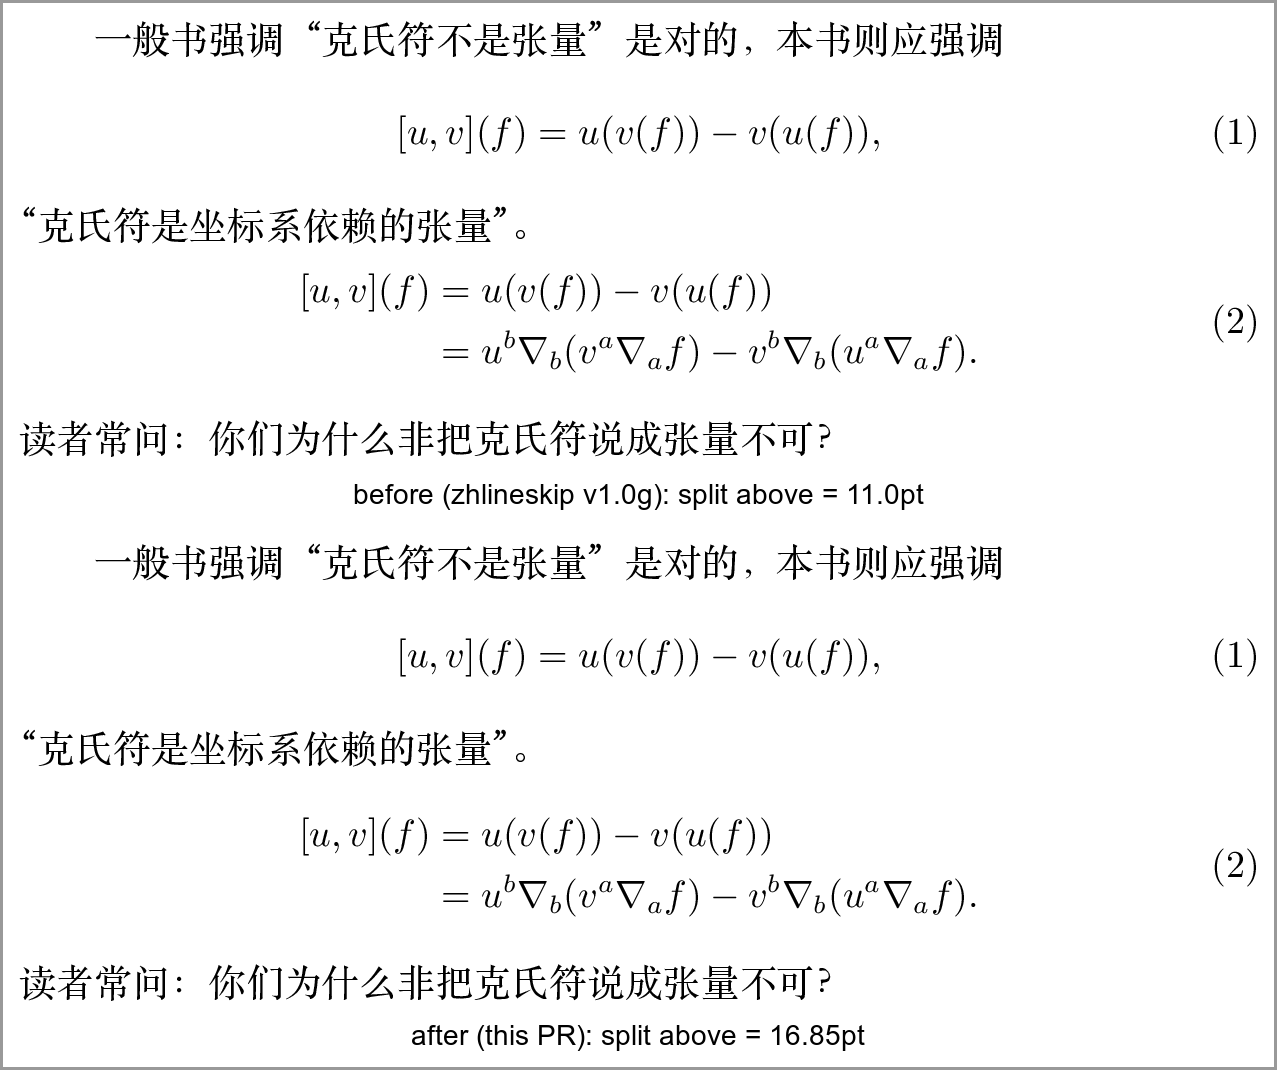 一般书强调“克氏符不是张量”是对的，本书则应强调
[u, v](f) = u(v(f)) − v(u(f)), (1)
“克氏符是坐标系依赖的张量”。
[u, v](f) = u(v(f)) − v(u(f))
= u^b∇_b(v^a∇_a f) − v^b∇_b(u^a∇_a f). (2)
读者常问：你们为什么非把克氏符说成张量不可？
before (zhlineskip v1.0g): split above = 11.0pt
一般书强调“克氏符不是张量”是对的，本书则应强调
[u, v](f) = u(v(f)) − v(u(f)), (1)
“克氏符是坐标系依赖的张量”。
[u, v](f) = u(v(f)) − v(u(f))
= u^b∇_b(v^a∇_a f) − v^b∇_b(u^a∇_a f). (2)
读者常问：你们为什么非把克氏符说成张量不可？
after (this PR): split above = 16.85pt